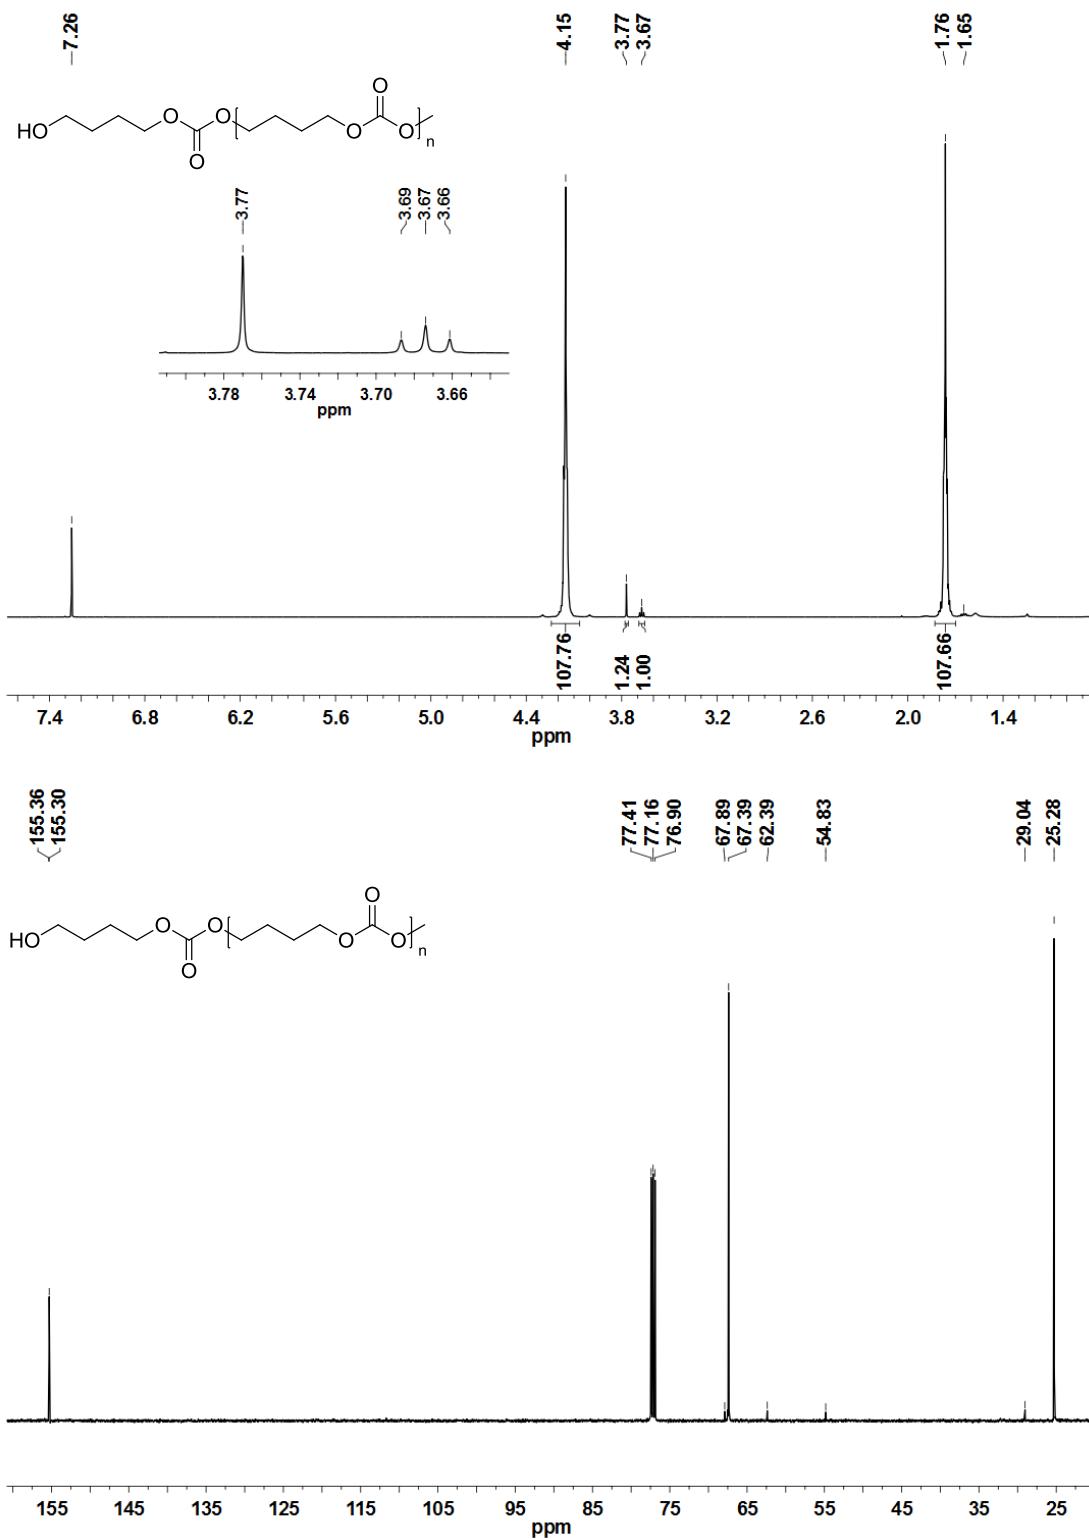 7.26
4.15
3.77
3.67
1.76
1.65
O
HO
O
O
O
O
O
n
3.77
3.69
3.67
3.66
3.78 3.74 3.70 3.66
ppm
107.76
1.24
1.00
107.66
7.4 6.8 6.2 5.6 5.0 4.4 3.8 3.2 2.6 2.0 1.4
ppm
155.36
155.30
77.41
77.16
76.90
67.89
67.39
62.39
54.83
29.04
25.28
O
O
O
HO
O
O
O
n
155 145 135 125 115 105 95 85 75 65 55 45 35 25
ppm